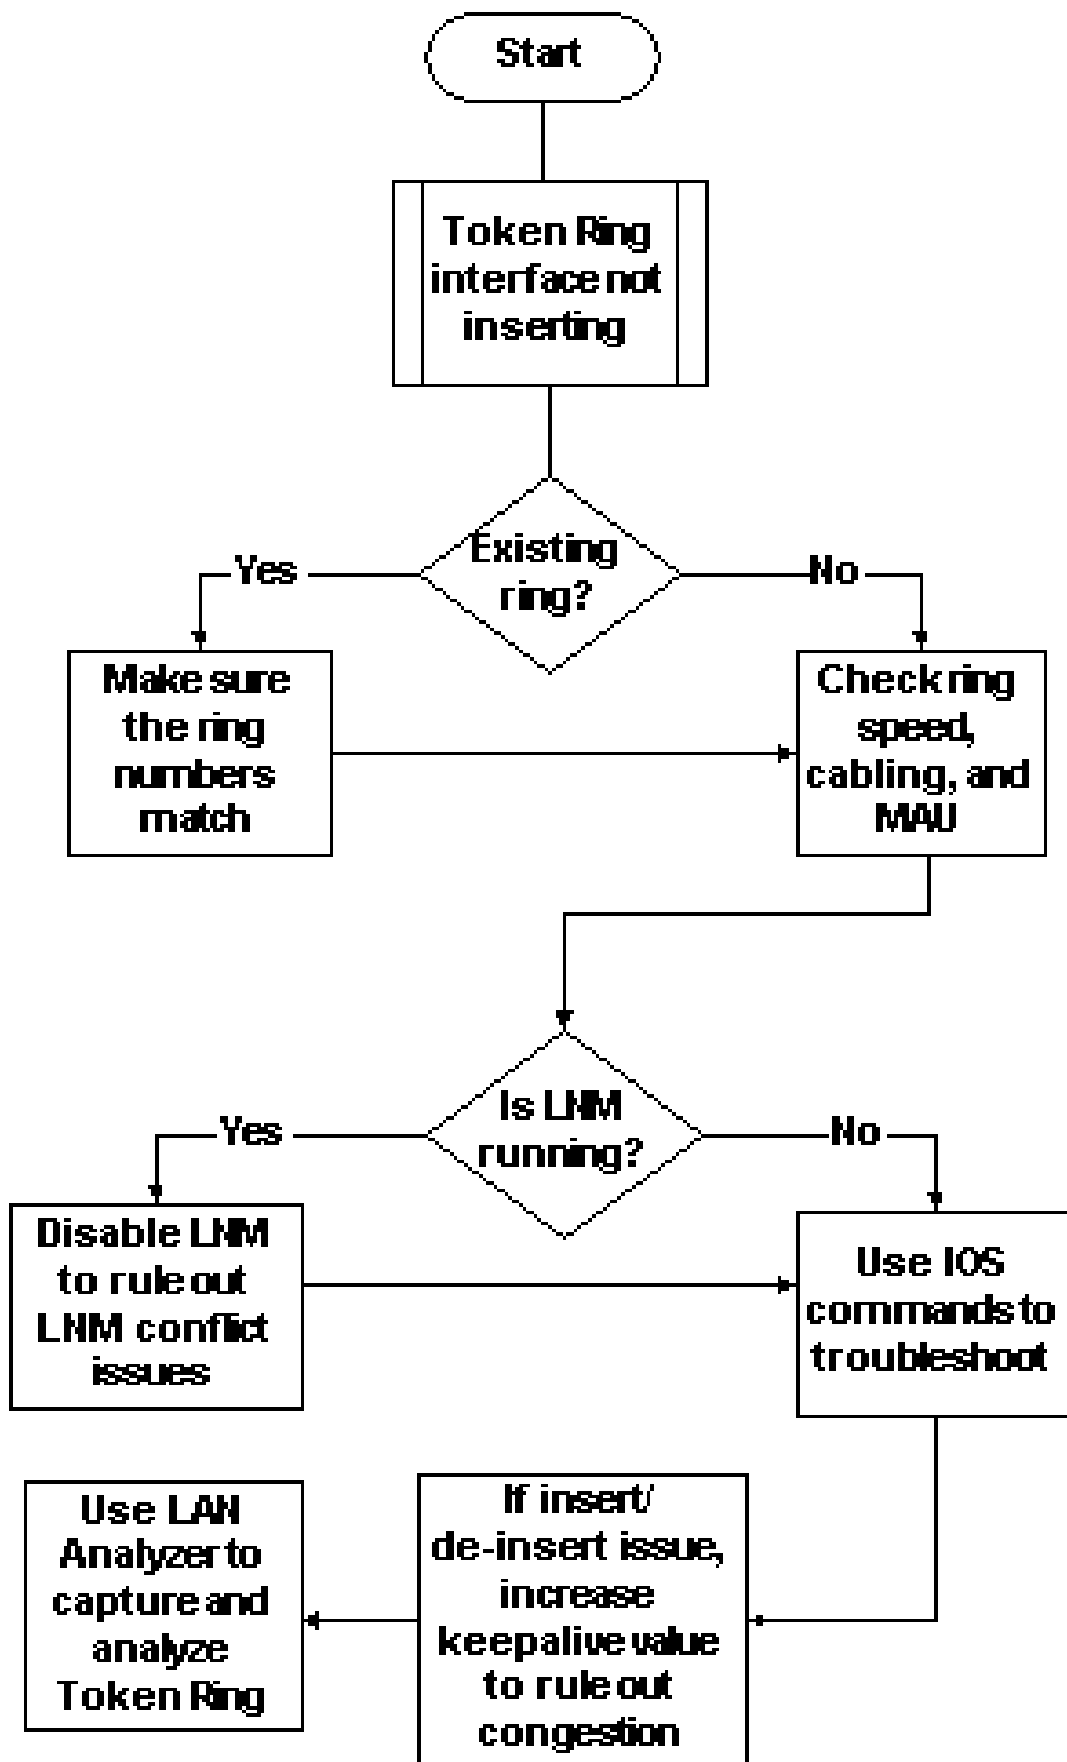 Start
Token Ring
interface not
inserting
Existing
ring?
Yes
No
Make sure
the ring
numbers
match
Check ring
speed,
cabling, and
MAU
Is LNM
running?
Yes
No
Disable LNM
to rule out
LNM conflict
issues
Use IOS
commands to
troubleshoot
If insert/
de-insert issue,
increase
keepalive value
to rule out
congestion
Use LAN
Analyzer to
capture and
analyze
Token Ring